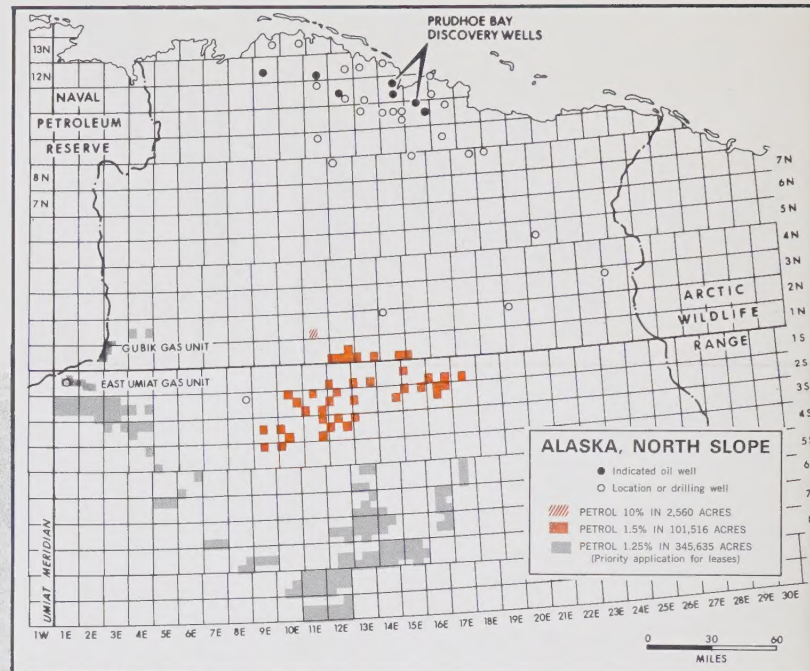 PRUDHOE BAY
DISCOVERY WELLS
13N
12N
NAVAL
PETROLEUM
RESERVE
8N
7N
7N
6N
5N
4N
3N
2N
1N
1S
2S
3S
4S
5S
6S
ARCTIC
WILDLIFE
RANGE
GUBIK GAS UNIT
EAST UMIAT GAS UNIT
UMIAT MERIDIAN
ALASKA, NORTH SLOPE
Indicated oil well
Location or drilling well
PETROL 10% IN 2,560 ACRES
PETROL 1.5% IN 101,516 ACRES
PETROL 1.25% IN 345,635 ACRES
(Priority application for leases)
1W 1E 2E 3E 4E 5E 6E 7E 8E 9E 10E 11E 12E 13E 14E 15E 16E 17E 18E 19E 20E 21E 22E 23E 24E 25E 26E 27E 28E 29E 30E
0 30 60
MILES